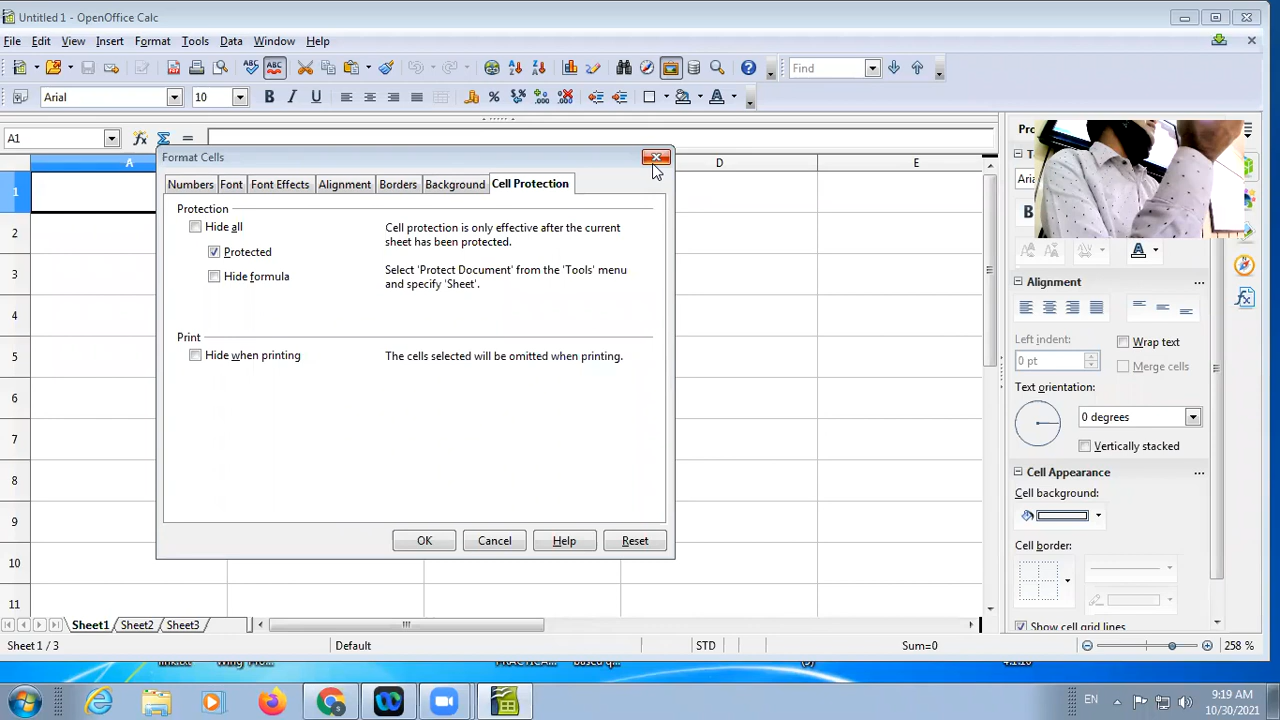 Untitled 1 - OpenOffice Calc
File Edit View Insert Format Tools Data Window Help
ABC ABC Find
Arial 10 B I U
A1
Format Cells
Numbers Font Font Effects Alignment Borders Background Cell Protection
Protection
Hide all
Protected
Hide formula
Cell protection is only effective after the current
sheet has been protected.
Select 'Protect Document' from the 'Tools' menu
and specify 'Sheet'.
Print
Hide when printing
The cells selected will be omitted when printing.
OK Cancel Help Reset
A D E
1
2
3
4
5
6
7
8
9
10
11
Alignment
Left indent:
0 pt
Wrap text
Merge cells
Text orientation:
0 degrees
Vertically stacked
Cell Appearance
Cell background:
Cell border:
Show cell grid lines
Sheet1 Sheet2 Sheet3
Sheet 1 / 3 Default STD Sum=0 258 %
EN
9:19 AM
10/30/2021